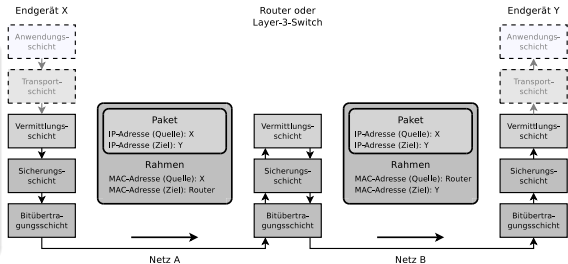 Endgerät X
Router oder
Layer-3-Switch
Endgerät Y
Anwendungs-
schicht
Transport-
schicht
Vermittlungs-
schicht
Sicherungs-
schicht
Bitübertra-
gungsschicht
Paket
IP-Adresse (Quelle): X
IP-Adresse (Ziel): Y
Rahmen
MAC-Adresse (Quelle): X
MAC-Adresse (Ziel): Router
Vermittlungs-
schicht
Sicherungs-
schicht
Bitübertra-
gungsschicht
Paket
IP-Adresse (Quelle): X
IP-Adresse (Ziel): Y
Rahmen
MAC-Adresse (Quelle): Router
MAC-Adresse (Ziel): Y
Anwendungs-
schicht
Transport-
schicht
Vermittlungs-
schicht
Sicherungs-
schicht
Bitübertra-
gungsschicht
Netz A
Netz B